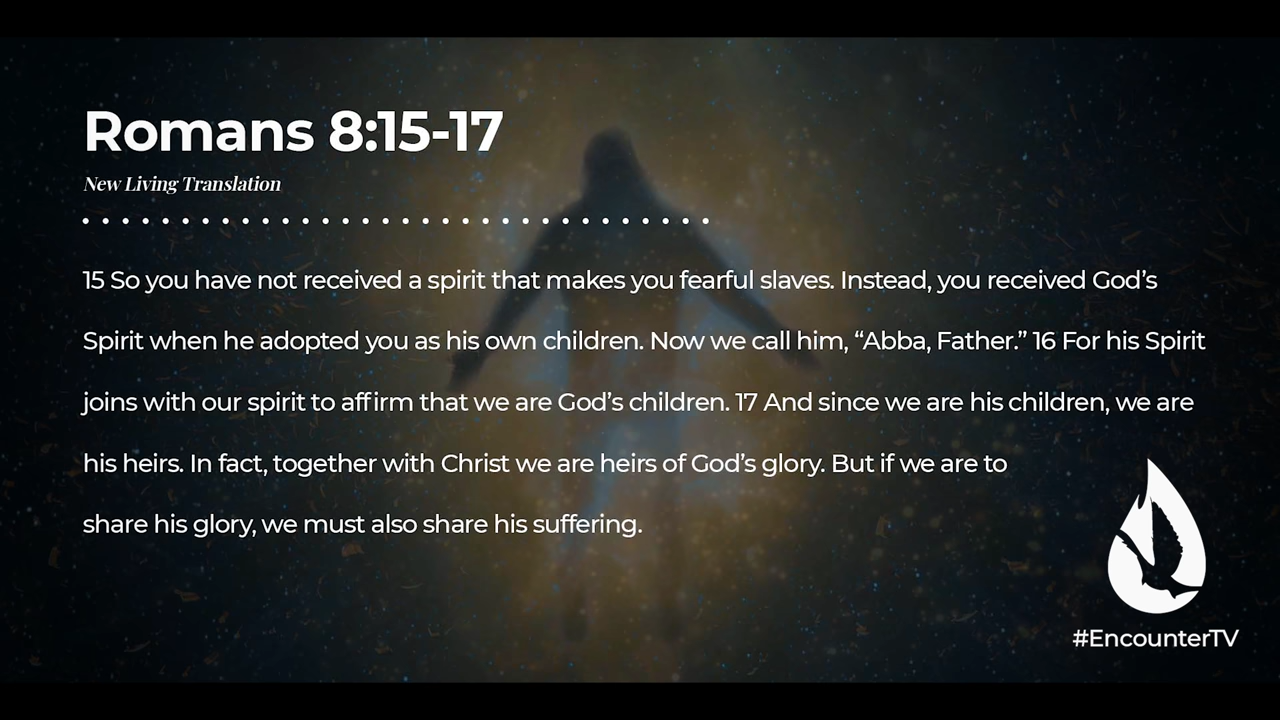 Romans 8:15-17
New Living Translation
15 So you have not received a spirit that makes you fearful slaves. Instead, you received God’s
Spirit when he adopted you as his own children. Now we call him, “Abba, Father.” 16 For his Spirit
joins with our spirit to affirm that we are God’s children. 17 And since we are his children, we are
his heirs. In fact, together with Christ we are heirs of God’s glory. But if we are to
share his glory, we must also share his suffering.
#EncounterTV